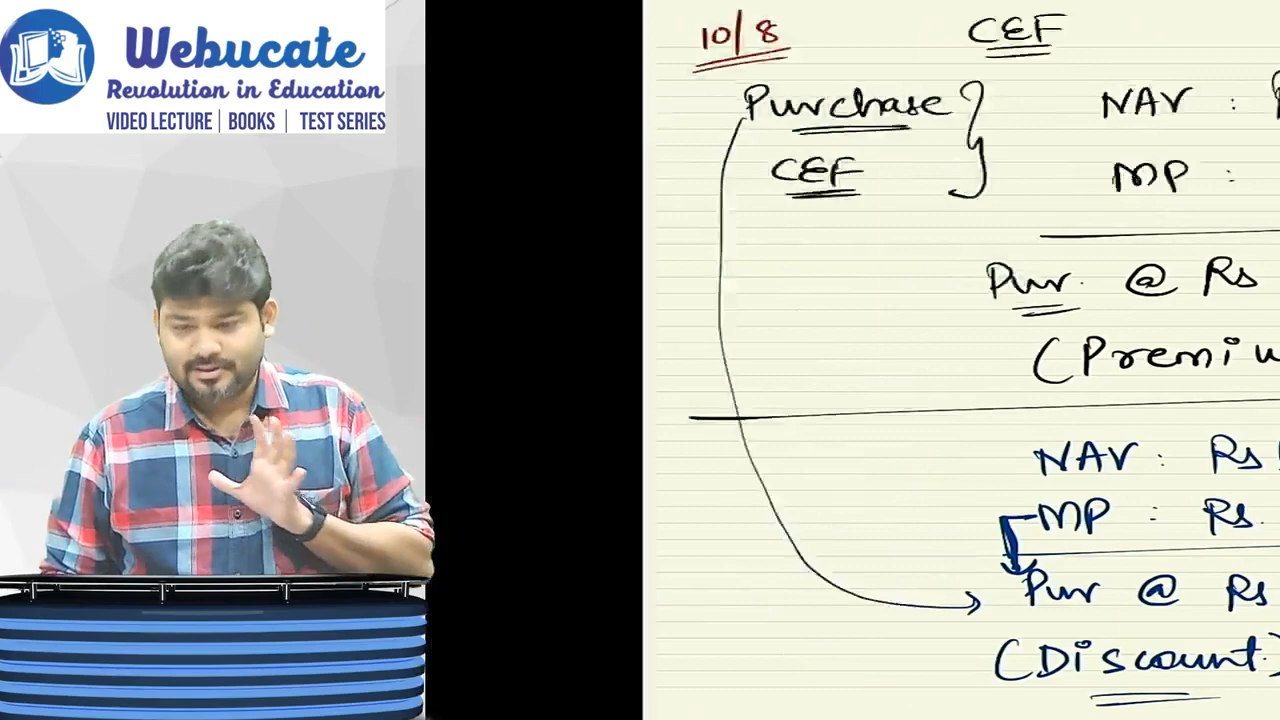 Webucate
Revolution in Education
VIDEO LECTURE | BOOKS | TEST SERIES
10/8
CEF
Purchase
CEF
NAV :
MP :
Pur. @ Rs
(Premiu
NAV : Rs
MP : Rs.
Pur @ Rs
(Discount)